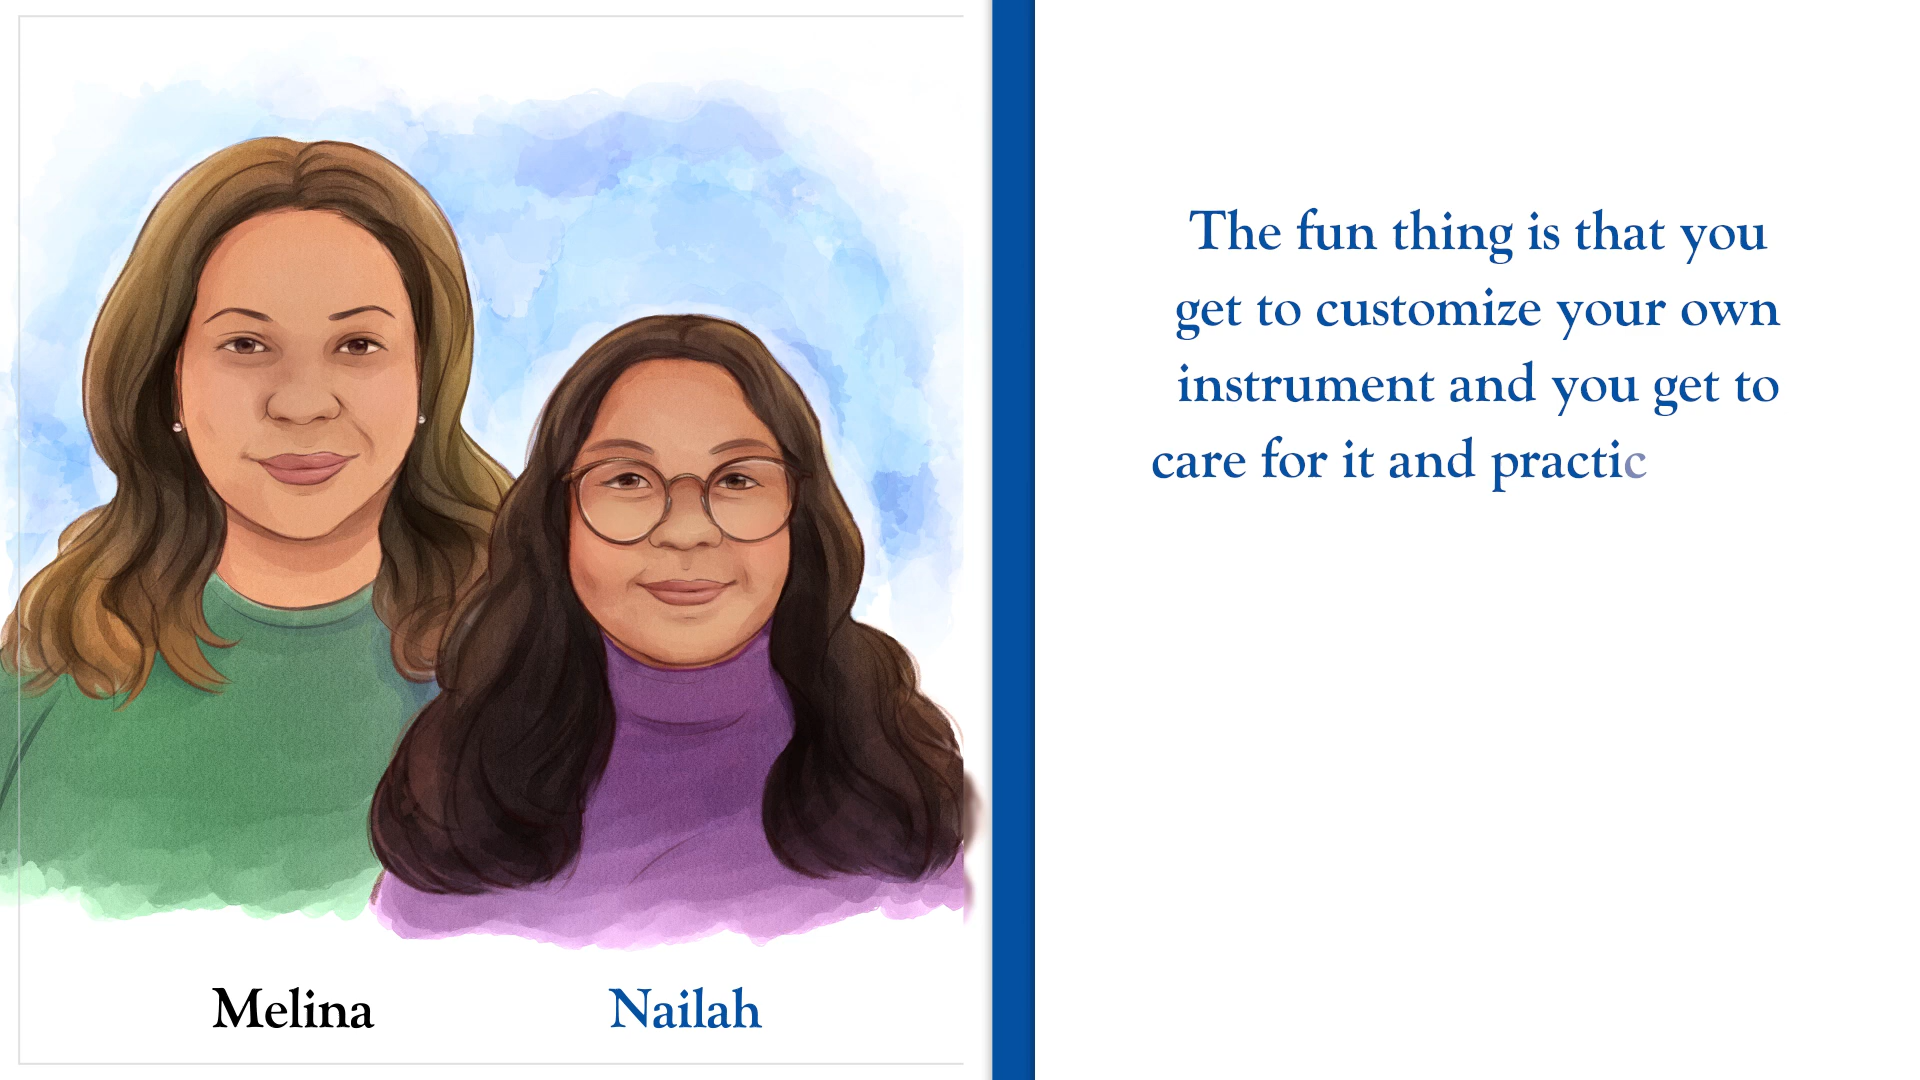 The fun thing is that you
get to customize your own
instrument and you get to
care for it and practic
Melina
Nailah